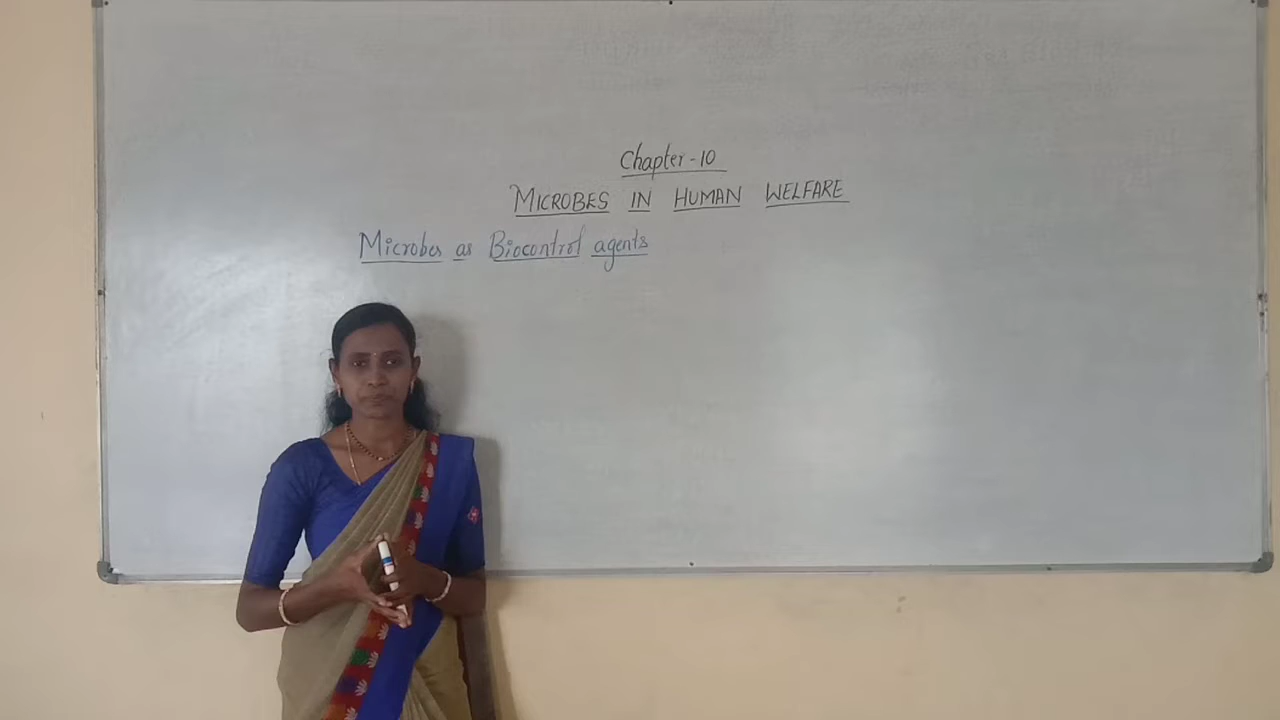 Chapter-10
MICROBES IN HUMAN WELFARE
Microbes as Biocontrol agents